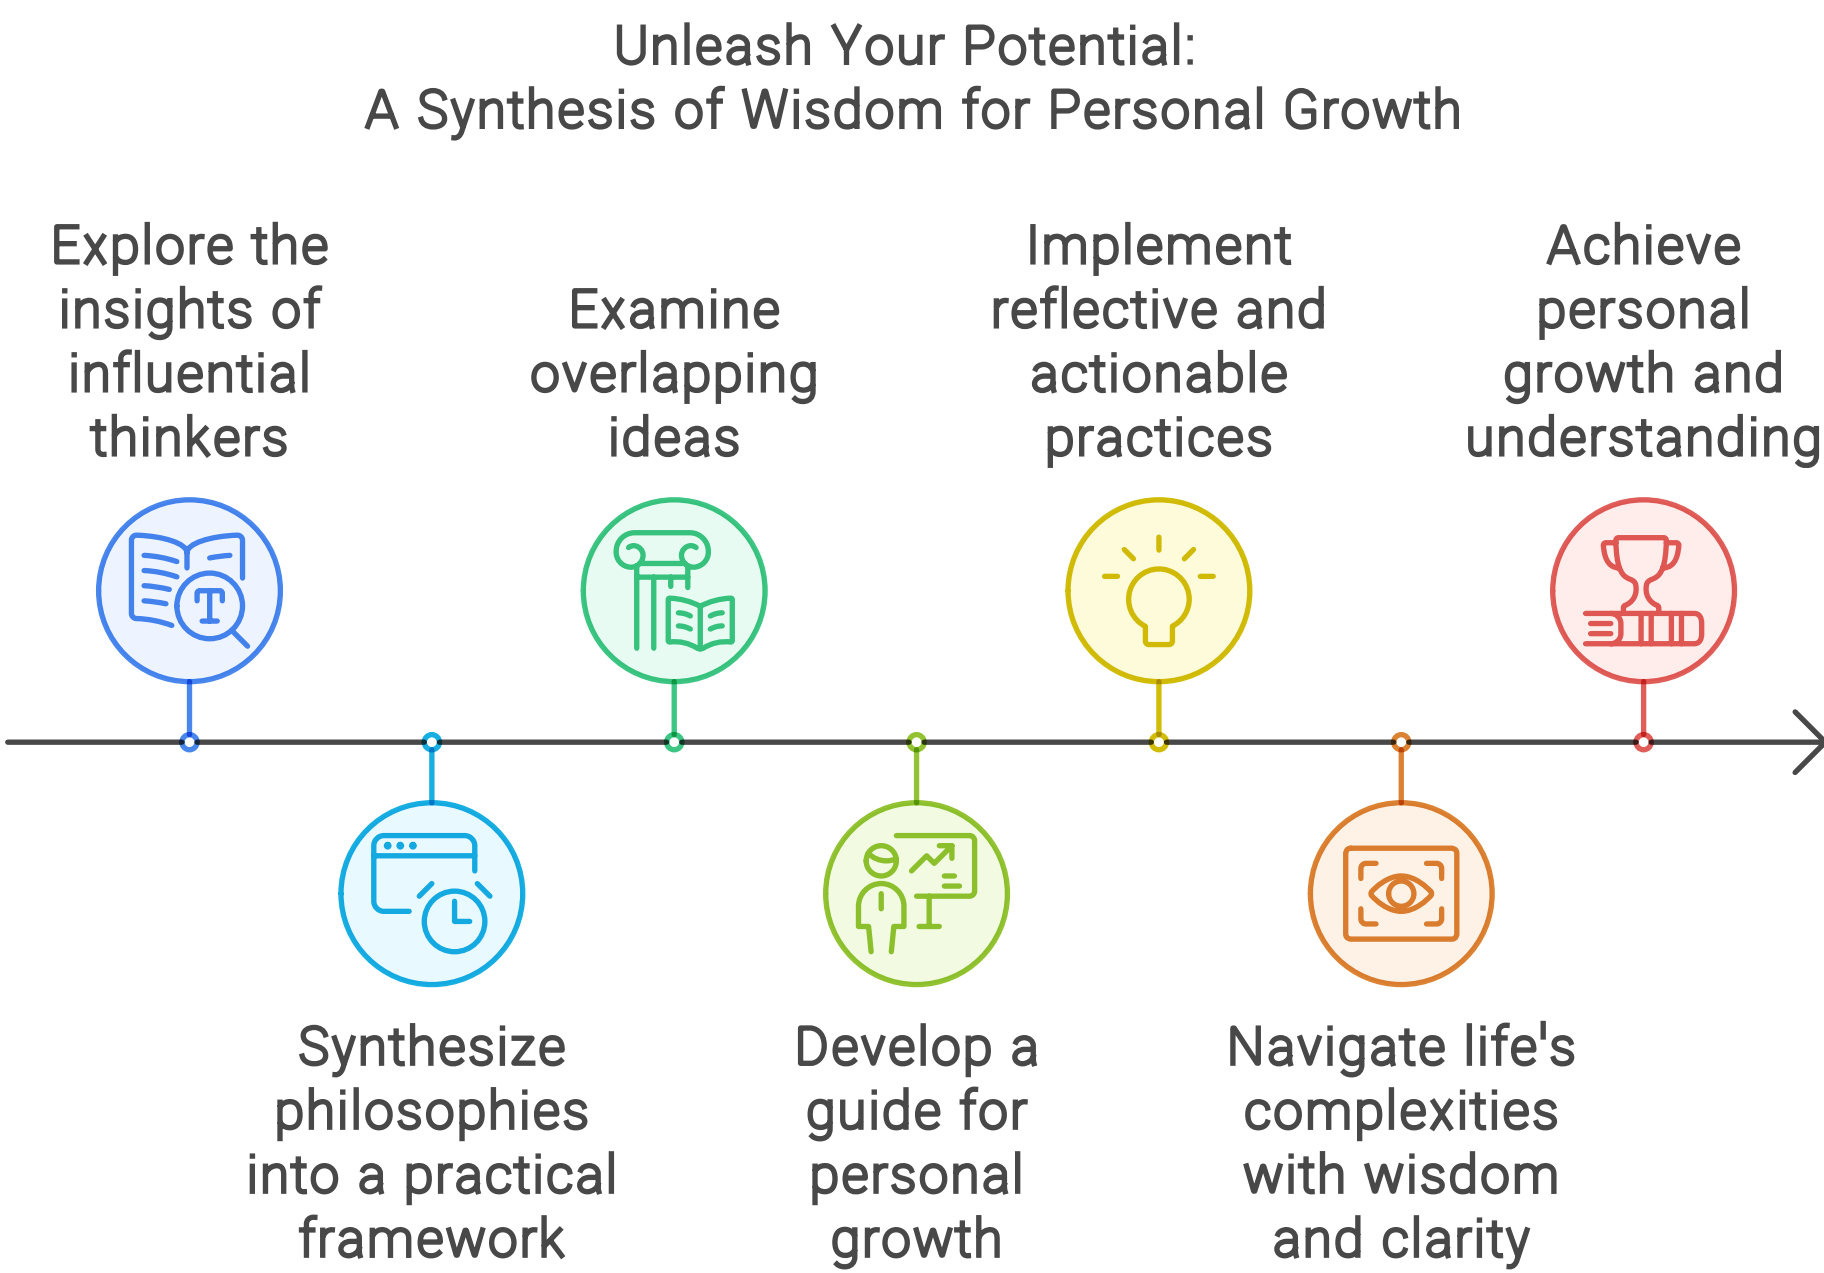 Unleash Your Potential:
A Synthesis of Wisdom for Personal Growth
Explore the
insights of
influential
thinkers
Synthesize
philosophies
into a practical
framework
Examine
overlapping
ideas
Develop a
guide for
personal
growth
Implement
reflective and
actionable
practices
Navigate life's
complexities
with wisdom
and clarity
Achieve
personal
growth and
understanding
T